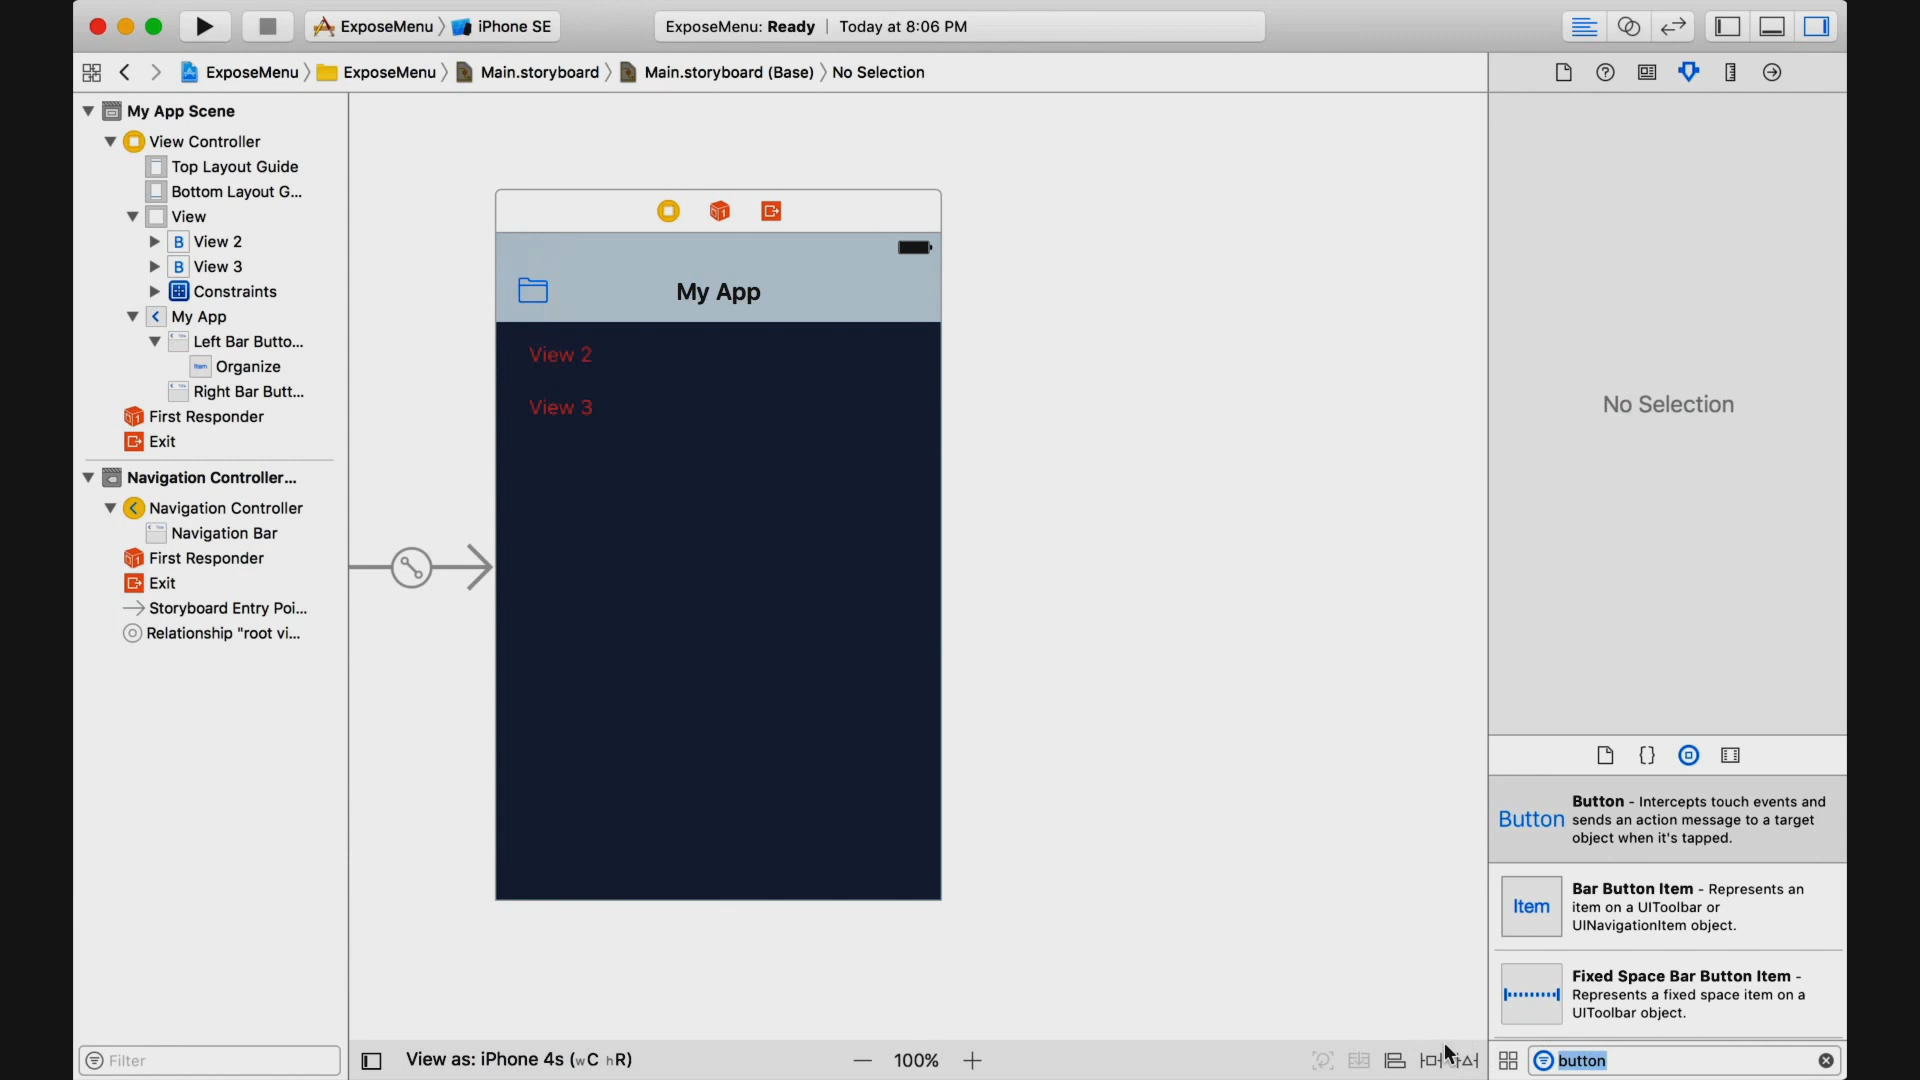 ExposeMenu iPhone SE
ExposeMenu: Ready | Today at 8:06 PM
ExposeMenu ExposeMenu Main.storyboard Main.storyboard (Base) No Selection
My App Scene
View Controller
Top Layout Guide
Bottom Layout G...
View
B View 2
B View 3
Constraints
My App
Left Bar Butto...
Item Organize
Right Bar Butt...
First Responder
Exit
Navigation Controller...
Navigation Controller
Navigation Bar
First Responder
Exit
Storyboard Entry Poi...
Relationship "root vi...
Filter
My App
View 2
View 3
View as: iPhone 4s (wC hR)
100%
No Selection
Button
Button - Intercepts touch events and
sends an action message to a target
object when it's tapped.
Item
Bar Button Item - Represents an
item on a UIToolbar or
UINavigationItem object.
Fixed Space Bar Button Item -
Represents a fixed space item on a
UIToolbar object.
button